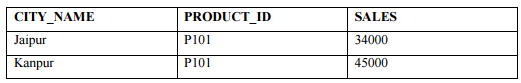 CITY_NAME PRODUCT_ID SALES
Jaipur P101 34000
Kanpur P101 45000